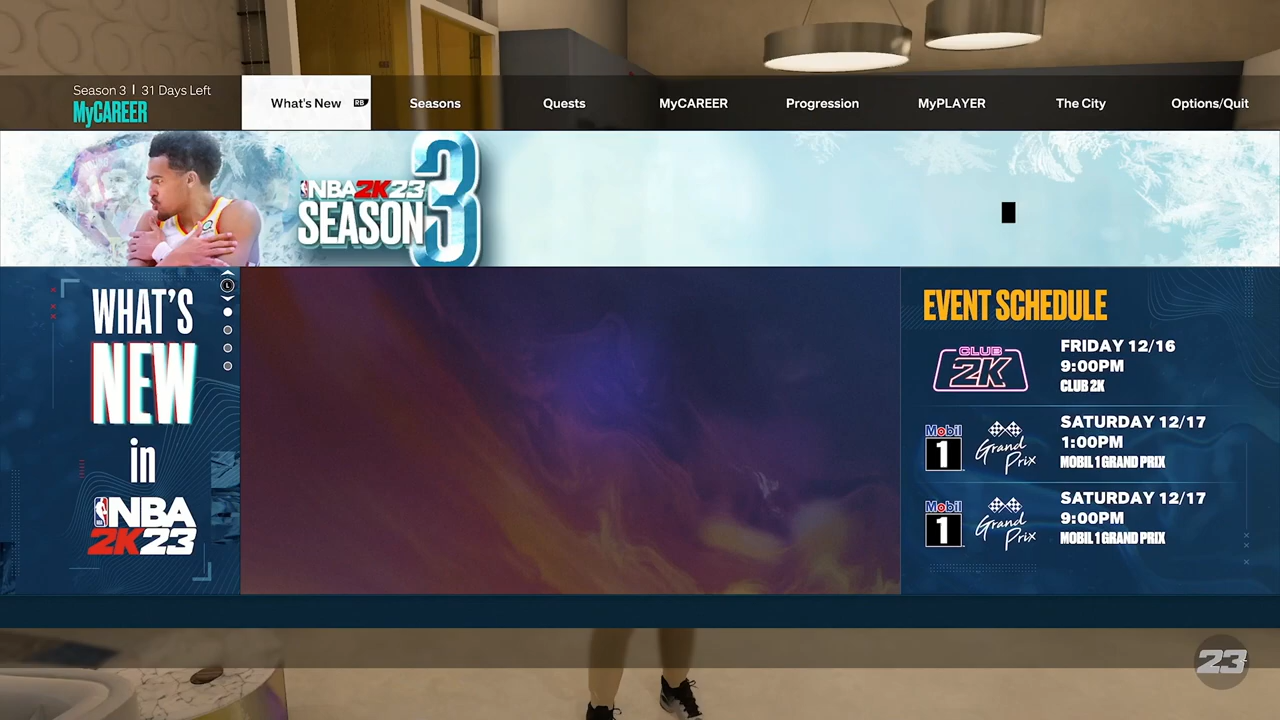 Season 3 | 31 Days Left
MyCAREER
What's New RB
Seasons
Quests
MyCAREER
Progression
MyPLAYER
The City
Options/Quit
NBA2K23
SEASON 3
WHAT'S
NEW
in
NBA
2K23
L
EVENT SCHEDULE
CLUB
2K
FRIDAY 12/16
9:00PM
CLUB 2K
Mobil
1
Grand
Prix
SATURDAY 12/17
1:00PM
MOBIL 1 GRAND PRIX
Mobil
1
Grand
Prix
SATURDAY 12/17
9:00PM
MOBIL 1 GRAND PRIX
23